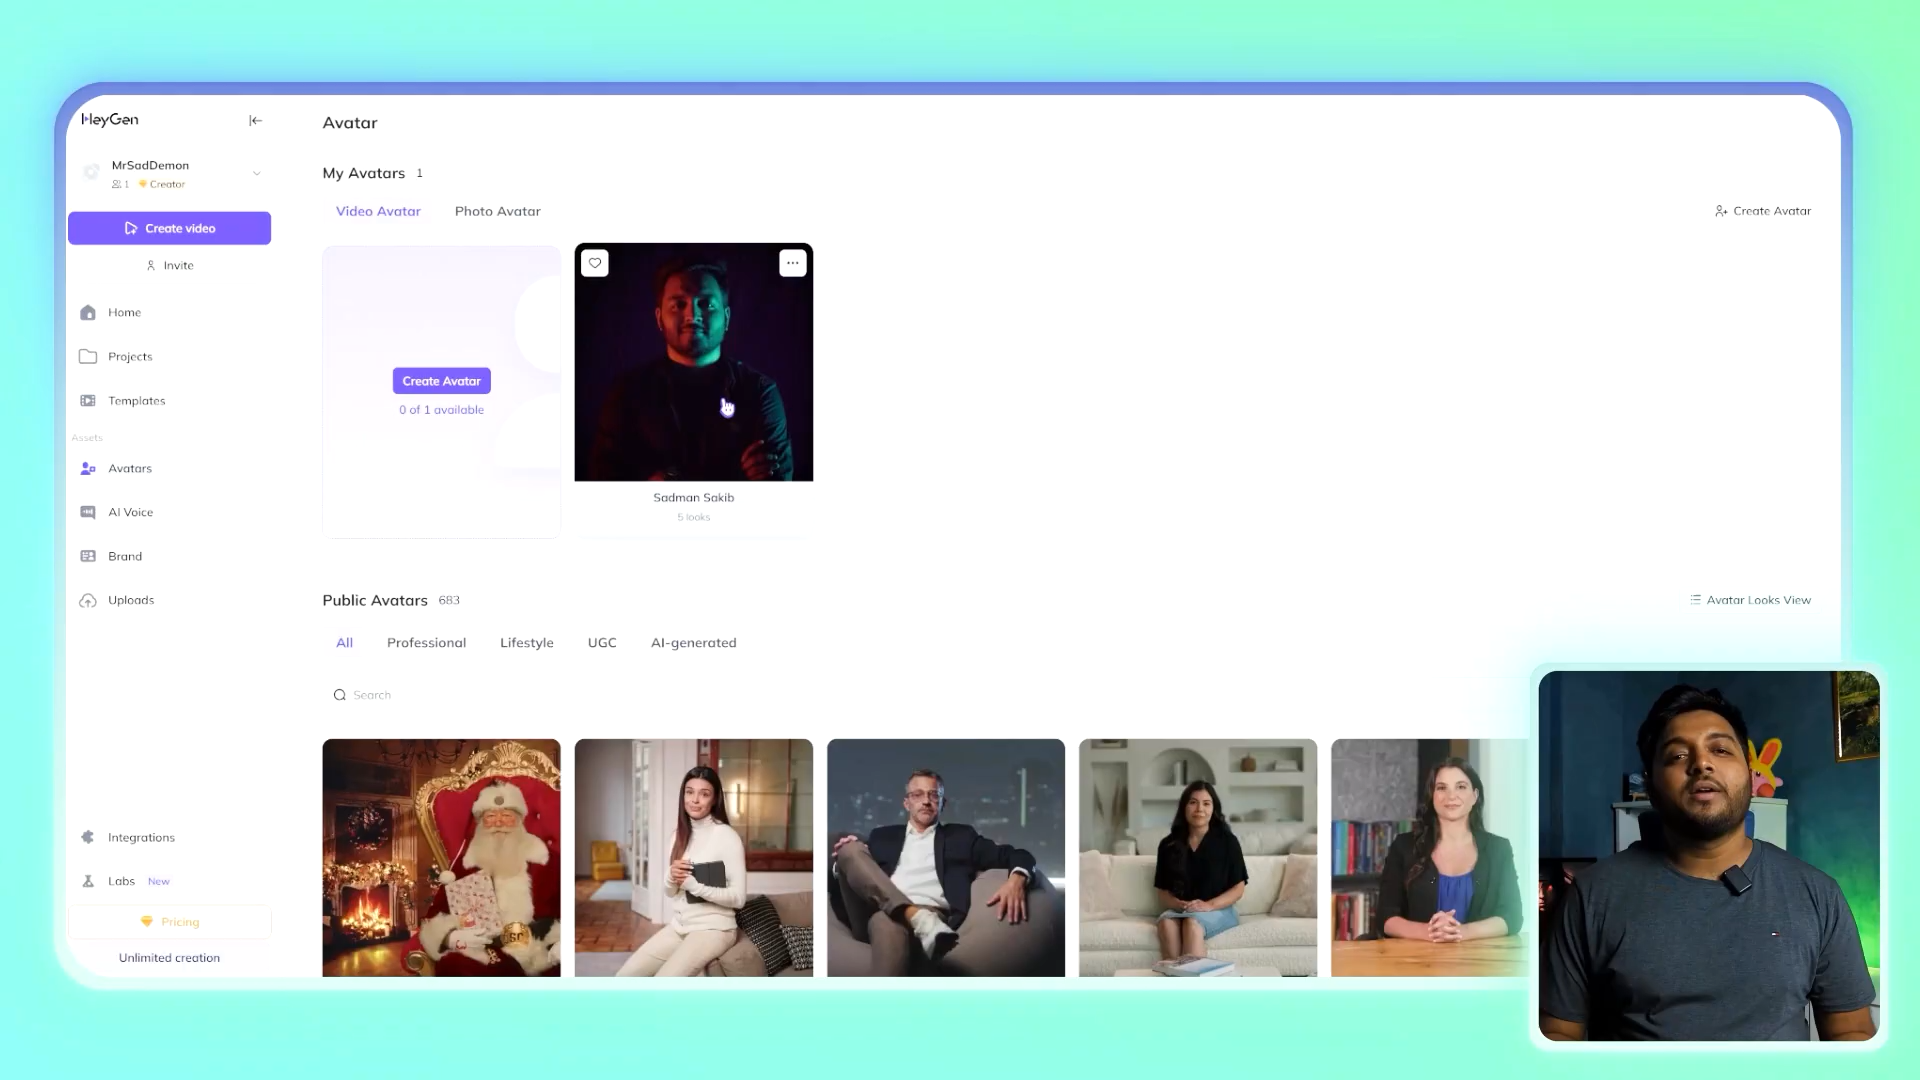 HeyGen
MrSadDemon
1 Creator
Create video
Invite
Home
Projects
Templates
Assets
Avatars
AI Voice
Brand
Uploads
Integrations
Labs New
Pricing
Unlimited creation
Avatar
My Avatars 1
Video Avatar Photo Avatar
Create Avatar
Create Avatar
0 of 1 available
Sadman Sakib
5 looks
Public Avatars 683
Avatar Looks View
All Professional Lifestyle UGC AI-generated
Search